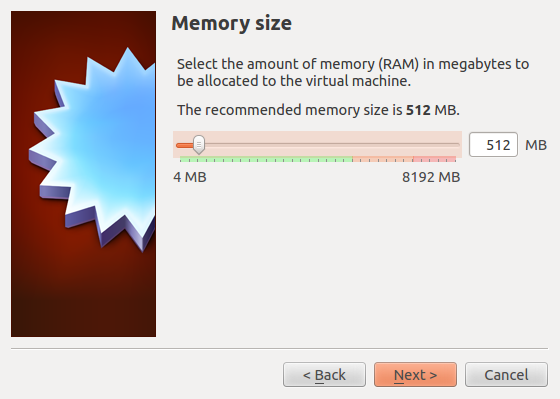 Memory size
Select the amount of memory (RAM) in megabytes to
be allocated to the virtual machine.
The recommended memory size is 512 MB.
512 MB
4 MB 8192 MB
< Back Next > Cancel